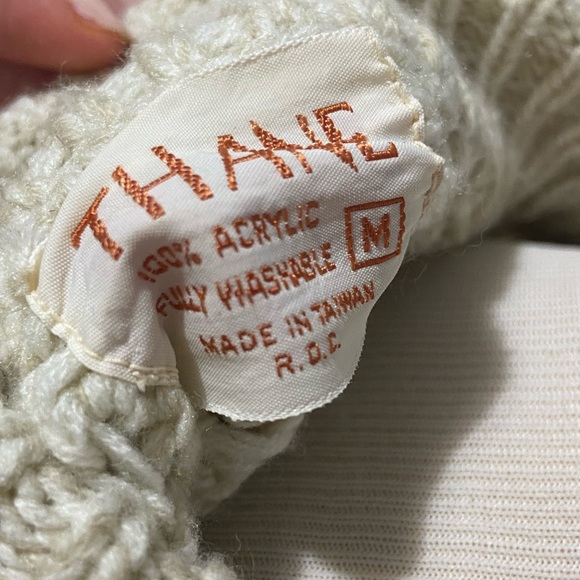 THANE
100% ACRYLIC
FULLY WASHABLE
M
MADE IN TAIWAN
R.O.C.